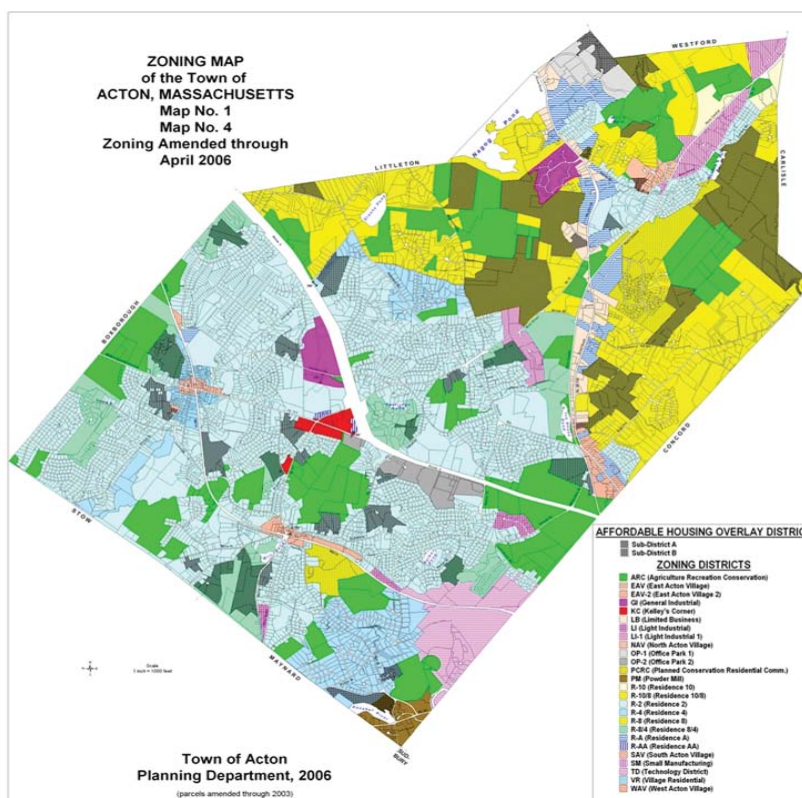 ZONING MAP
of the Town of
ACTON, MASSACHUSETTS
Map No. 1
Map No. 4
Zoning Amended through
April 2006
WESTFORD
CARLISLE
Nagog Pond
LITTLETON
BOXBOROUGH
CONCORD
STOW
MAYNARD
SUD-
BURY
Scale
1 inch = 1000 feet
Town of Acton
Planning Department, 2006
(parcels amended through 2003)
AFFORDABLE HOUSING OVERLAY DISTRIC
Sub-District A
Sub-District B
ZONING DISTRICTS
ARC (Agriculture Recreation Conservation)
EAV (East Acton Village)
EAV-2 (East Acton Village 2)
GI (General Industrial)
KC (Kelley's Corner)
LB (Limited Business)
LI (Light Industrial)
LI-1 (Light Industrial 1)
NAV (North Acton Village)
OP-1 (Office Park 1)
OP-2 (Office Park 2)
PCRC (Planned Conservation Residential Comm.)
PM (Powder Mill)
R-10 (Residence 10)
R-10/8 (Residence 10/8)
R-2 (Residence 2)
R-4 (Residence 4)
R-8 (Residence 8)
R-8/4 (Residence 8/4)
R-A (Residence A)
R-AA (Residence AA)
SAV (South Acton Village)
SM (Small Manufacturing)
TD (Technology District)
VR (Village Residential)
WAV (West Acton Village)